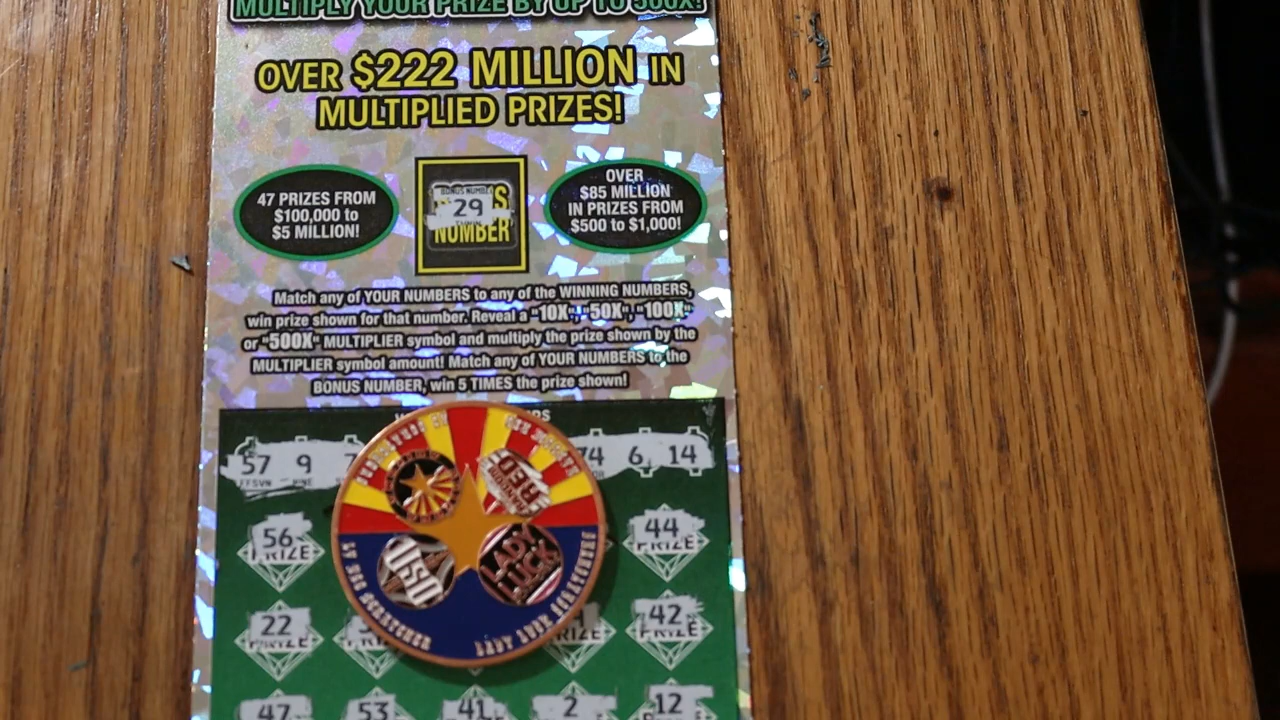 MULTIPLY YOUR PRIZE BY UP TO 500X!
OVER $222 MILLION IN
MULTIPLIED PRIZES!
47 PRIZES FROM
$100,000 to
$5 MILLION!
BONUS NUMBER
29
NUMBER
OVER
$85 MILLION
IN PRIZES FROM
$500 to $1,000!
Match any of YOUR NUMBERS to any of the WINNING NUMBERS,
win prize shown for that number. Reveal a "10X", "50X", "100X"
or "500X" MULTIPLIER symbol and multiply the prize shown by the
MULTIPLIER symbol amount! Match any of YOUR NUMBERS to the
BONUS NUMBER, win 5 TIMES the prize shown!
57 9 74 6 14
56 44
PRIZE PRIZE
LADY
LUCK
22 42
PRIZE PRIZE
47 53 41 2 12